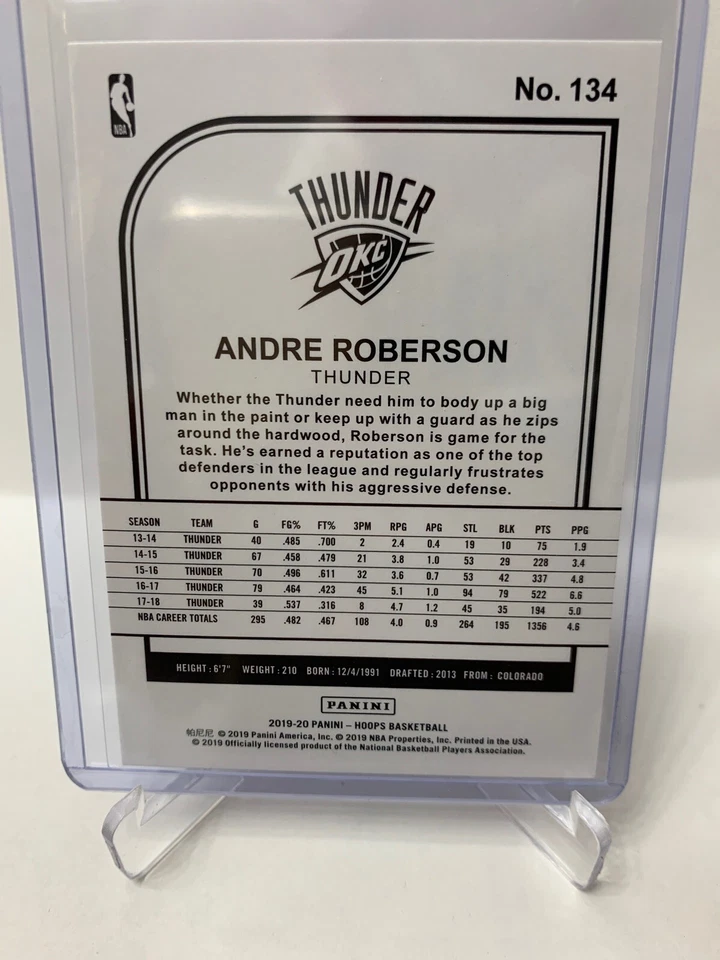 NBA
No. 134
THUNDER
OKC
ANDRE ROBERSON
THUNDER
Whether the Thunder need him to body up a big
man in the paint or keep up with a guard as he zips
around the hardwood, Roberson is game for the
task. He's earned a reputation as one of the top
defenders in the league and regularly frustrates
opponents with his aggressive defense.
SEASON TEAM G FG% FT% 3PM RPG APG STL BLK PTS PPG
13-14 THUNDER 40 .485 .700 2 2.4 0.4 19 10 75 1.9
14-15 THUNDER 67 .458 .479 21 3.8 1.0 53 29 228 3.4
15-16 THUNDER 70 .496 .611 32 3.6 0.7 53 42 337 4.8
16-17 THUNDER 79 .464 .423 45 5.1 1.0 94 79 522 6.6
17-18 THUNDER 39 .537 .316 8 4.7 1.2 45 35 194 5.0
NBA CAREER TOTALS 295 .482 .467 108 4.0 0.9 264 195 1356 4.6
HEIGHT: 6'7" WEIGHT: 210 BORN: 12/4/1991 DRAFTED: 2013 FROM: COLORADO
PANINI
2019-20 PANINI – HOOPS BASKETBALL
帕尼尼 © 2019 Panini America, Inc. © 2019 NBA Properties, Inc. Printed in the USA.
© 2019 Officially licensed product of the National Basketball Players Association.